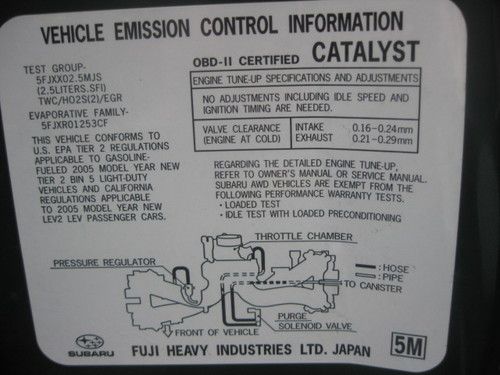 VEHICLE EMISSION CONTROL INFORMATION
TEST GROUP-
5FJXX02.5MJS
(2.5LITERS.SFI)
TWC/HO2S(2)/EGR
EVAPORATIVE FAMILY-
5FJXR01253CF
THIS VEHICLE CONFORMS TO
U.S. EPA TIER 2 REGULATIONS
APPLICABLE TO GASOLINE-
FUELED 2005 MODEL YEAR NEW
TIER 2 BIN 5 LIGHT-DUTY
VEHICLES AND CALIFORNIA
REGULATIONS APPLICABLE
TO 2005 MODEL YEAR NEW
LEV2 LEV PASSENGER CARS.
OBD-II CERTIFIED CATALYST
ENGINE TUNE-UP SPECIFICATIONS AND ADJUSTMENTS
NO ADJUSTMENTS INCLUDING IDLE SPEED AND
IGNITION TIMING ARE NEEDED.
VALVE CLEARANCE INTAKE 0.16-0.24mm
(ENGINE AT COLD) EXHAUST 0.21-0.29mm
REGARDING THE DETAILED ENGINE TUNE-UP,
REFER TO OWNER'S MANUAL OR SERVICE MANUAL.
SUBARU AWD VEHICLES ARE EXEMPT FROM THE
FOLLOWING PERFORMANCE WARRANTY TESTS.
• LOADED TEST
• IDLE TEST WITH LOADED PRECONDITIONING
THROTTLE CHAMBER
PRESSURE REGULATOR
:HOSE
:PIPE
TO CANISTER
PURGE
SOLENOID VALVE
FRONT OF VEHICLE
SUBARU
FUJI HEAVY INDUSTRIES LTD. JAPAN
5M